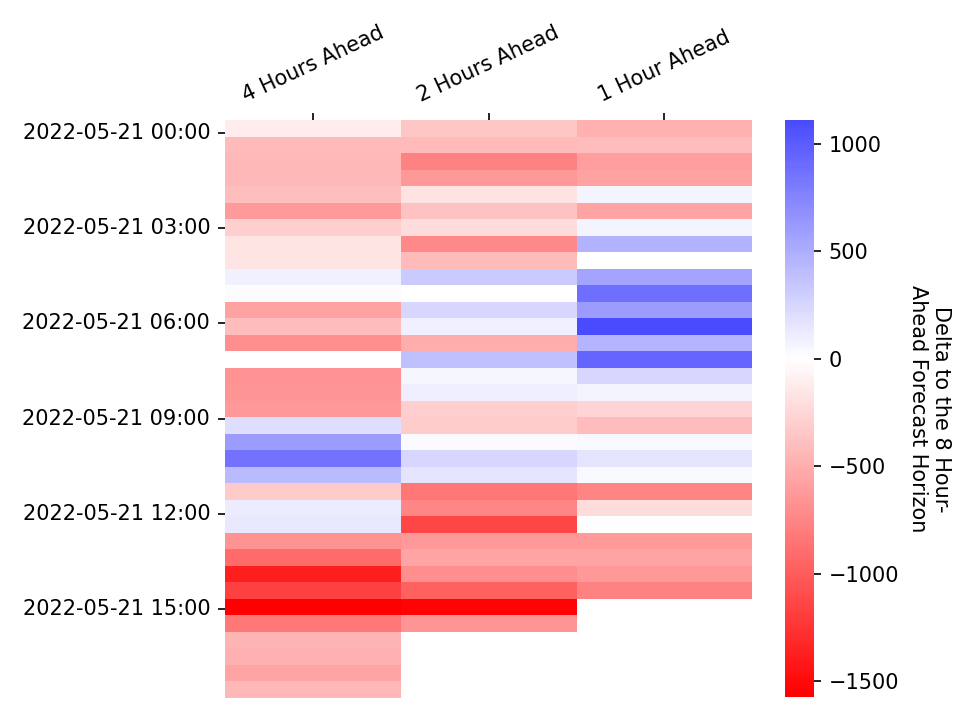 4 Hours Ahead
2 Hours Ahead
1 Hour Ahead
2022-05-21 00:00
2022-05-21 03:00
2022-05-21 06:00
2022-05-21 09:00
2022-05-21 12:00
2022-05-21 15:00
1000
500
0
−500
−1000
−1500
Delta to the 8 Hour-
Ahead Forecast Horizon